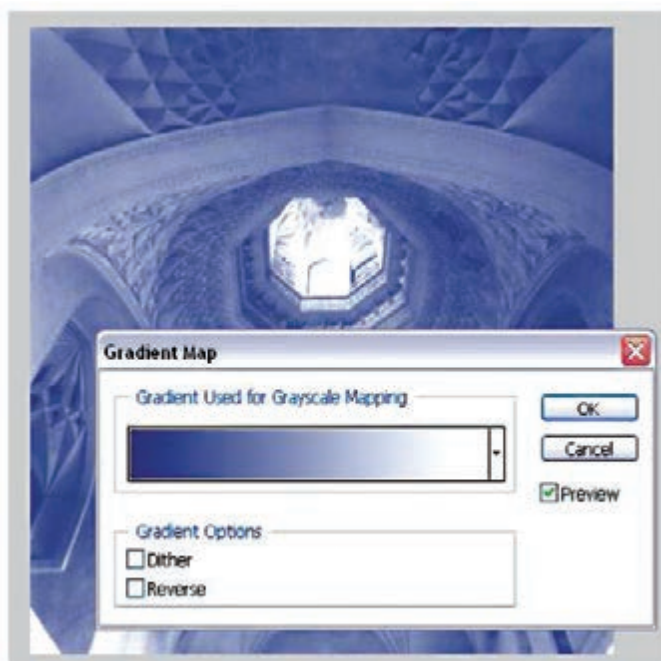 Gradient Map
Gradient Used for Grayscale Mapping
OK
Cancel
Preview
Gradient Options
Dither
Reverse